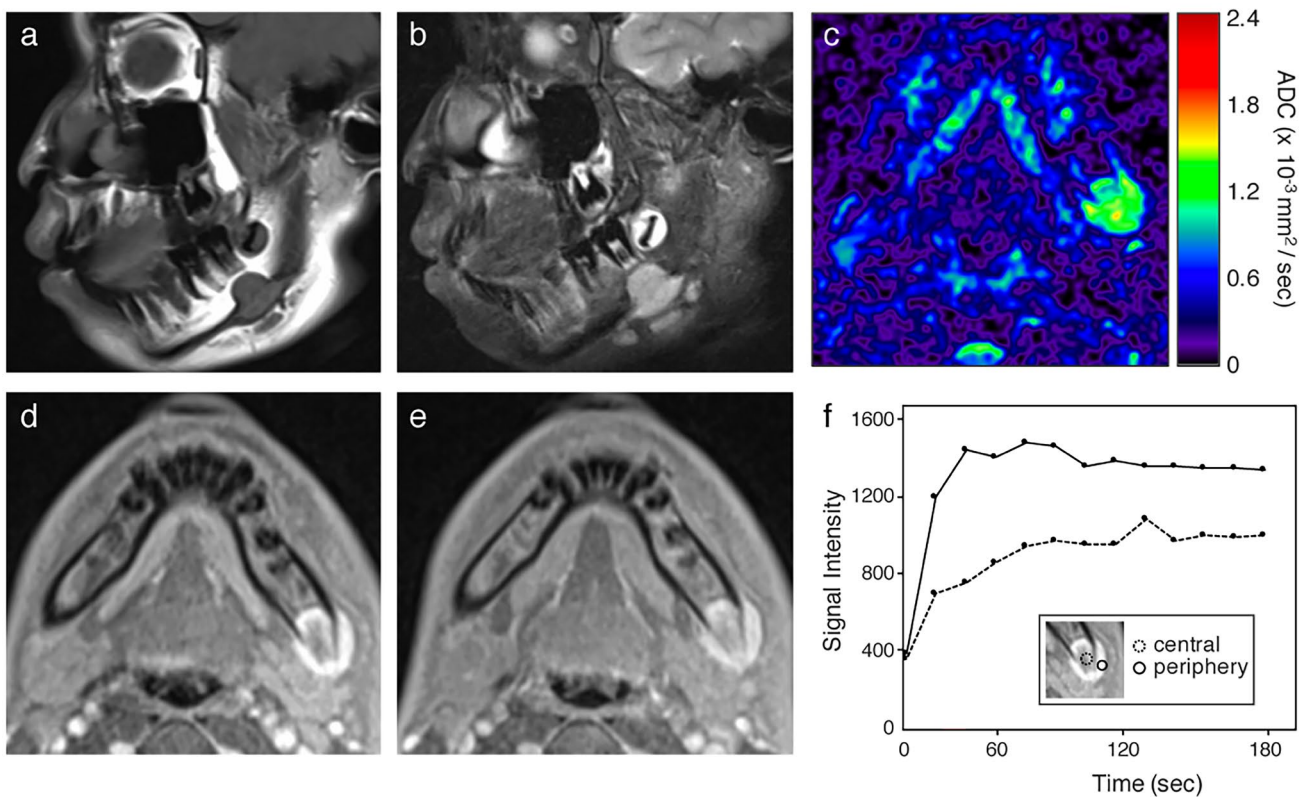 a
b
c
2.4
1.8
1.2
0.6
0
ADC (x 10-3 mm2 / sec)
d
e
f
1600
1200
800
400
0
Signal Intensity
central
periphery
0
60
120
180
Time (sec)